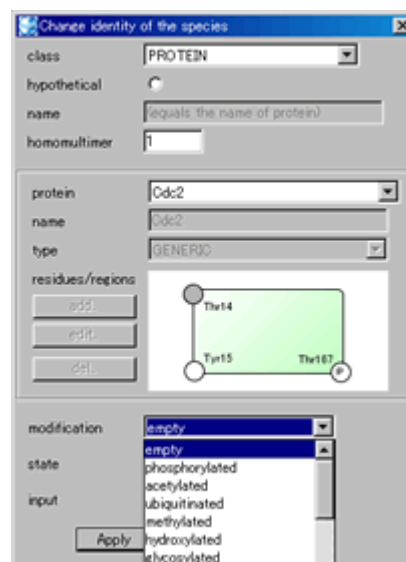 Change identity of the species
class PROTEIN
hypothetical
name (equals the name of protein)
homomultimer 1
protein Cdc2
name Cdc2
type GENERIC
residues/regions
add.
edit.
del.
Thr14
Tyr15 Thr167
P
modification empty
empty
state phosphorylated
acetylated
input ubiquitinated
methylated
Apply hydroxylated
glycosylated